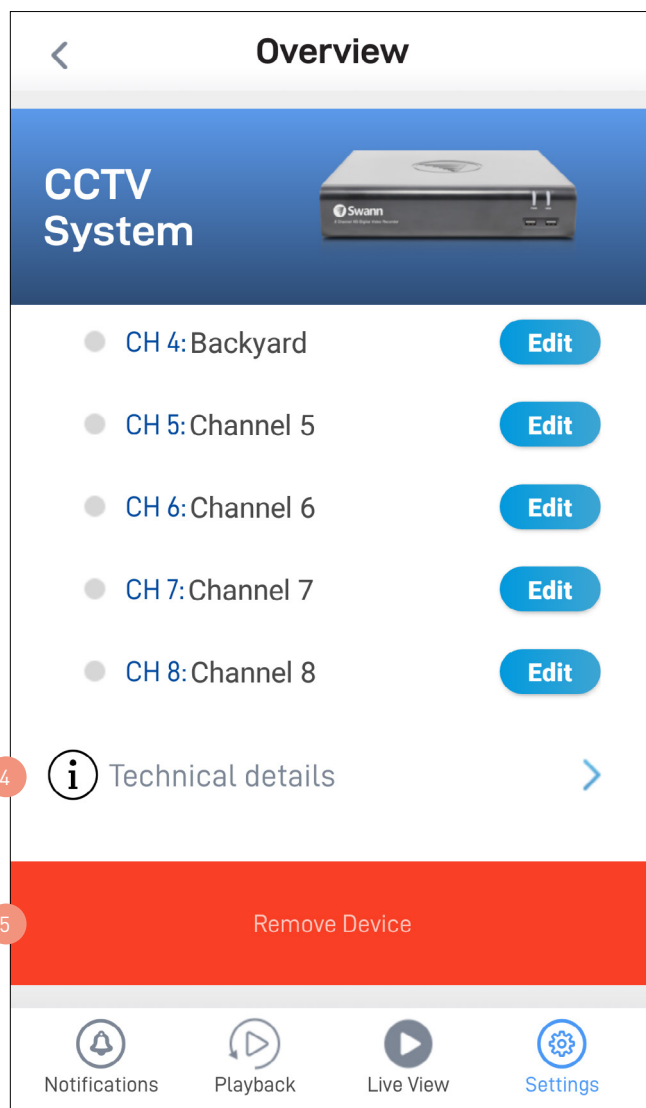 Overview
CCTV
System
Swann
CH 4: Backyard
Edit
CH 5: Channel 5
Edit
CH 6: Channel 6
Edit
CH 7: Channel 7
Edit
CH 8: Channel 8
Edit
4
i Technical details
5
Remove Device
Notifications Playback Live View Settings